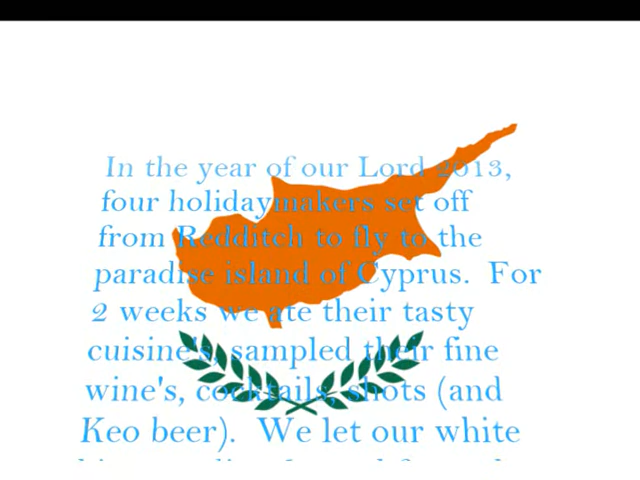 In the year of our Lord 2013,
four holidaymakers set off
from Redditch to fly to the
paradise island of Cyprus. For
2 weeks we ate their tasty
cuisine's, sampled their fine
wine's, cocktails, shots (and
Keo beer). We let our white